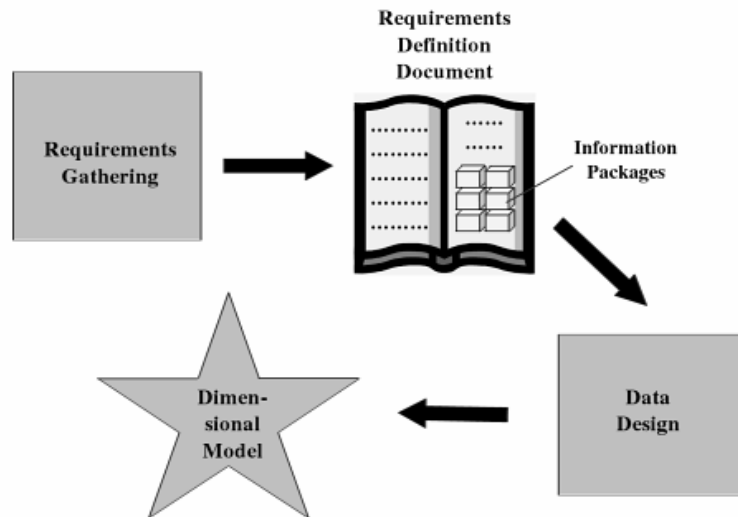 Requirements
Definition
Document
Requirements
Gathering
Information
Packages
Data
Design
Dimen-
sional
Model